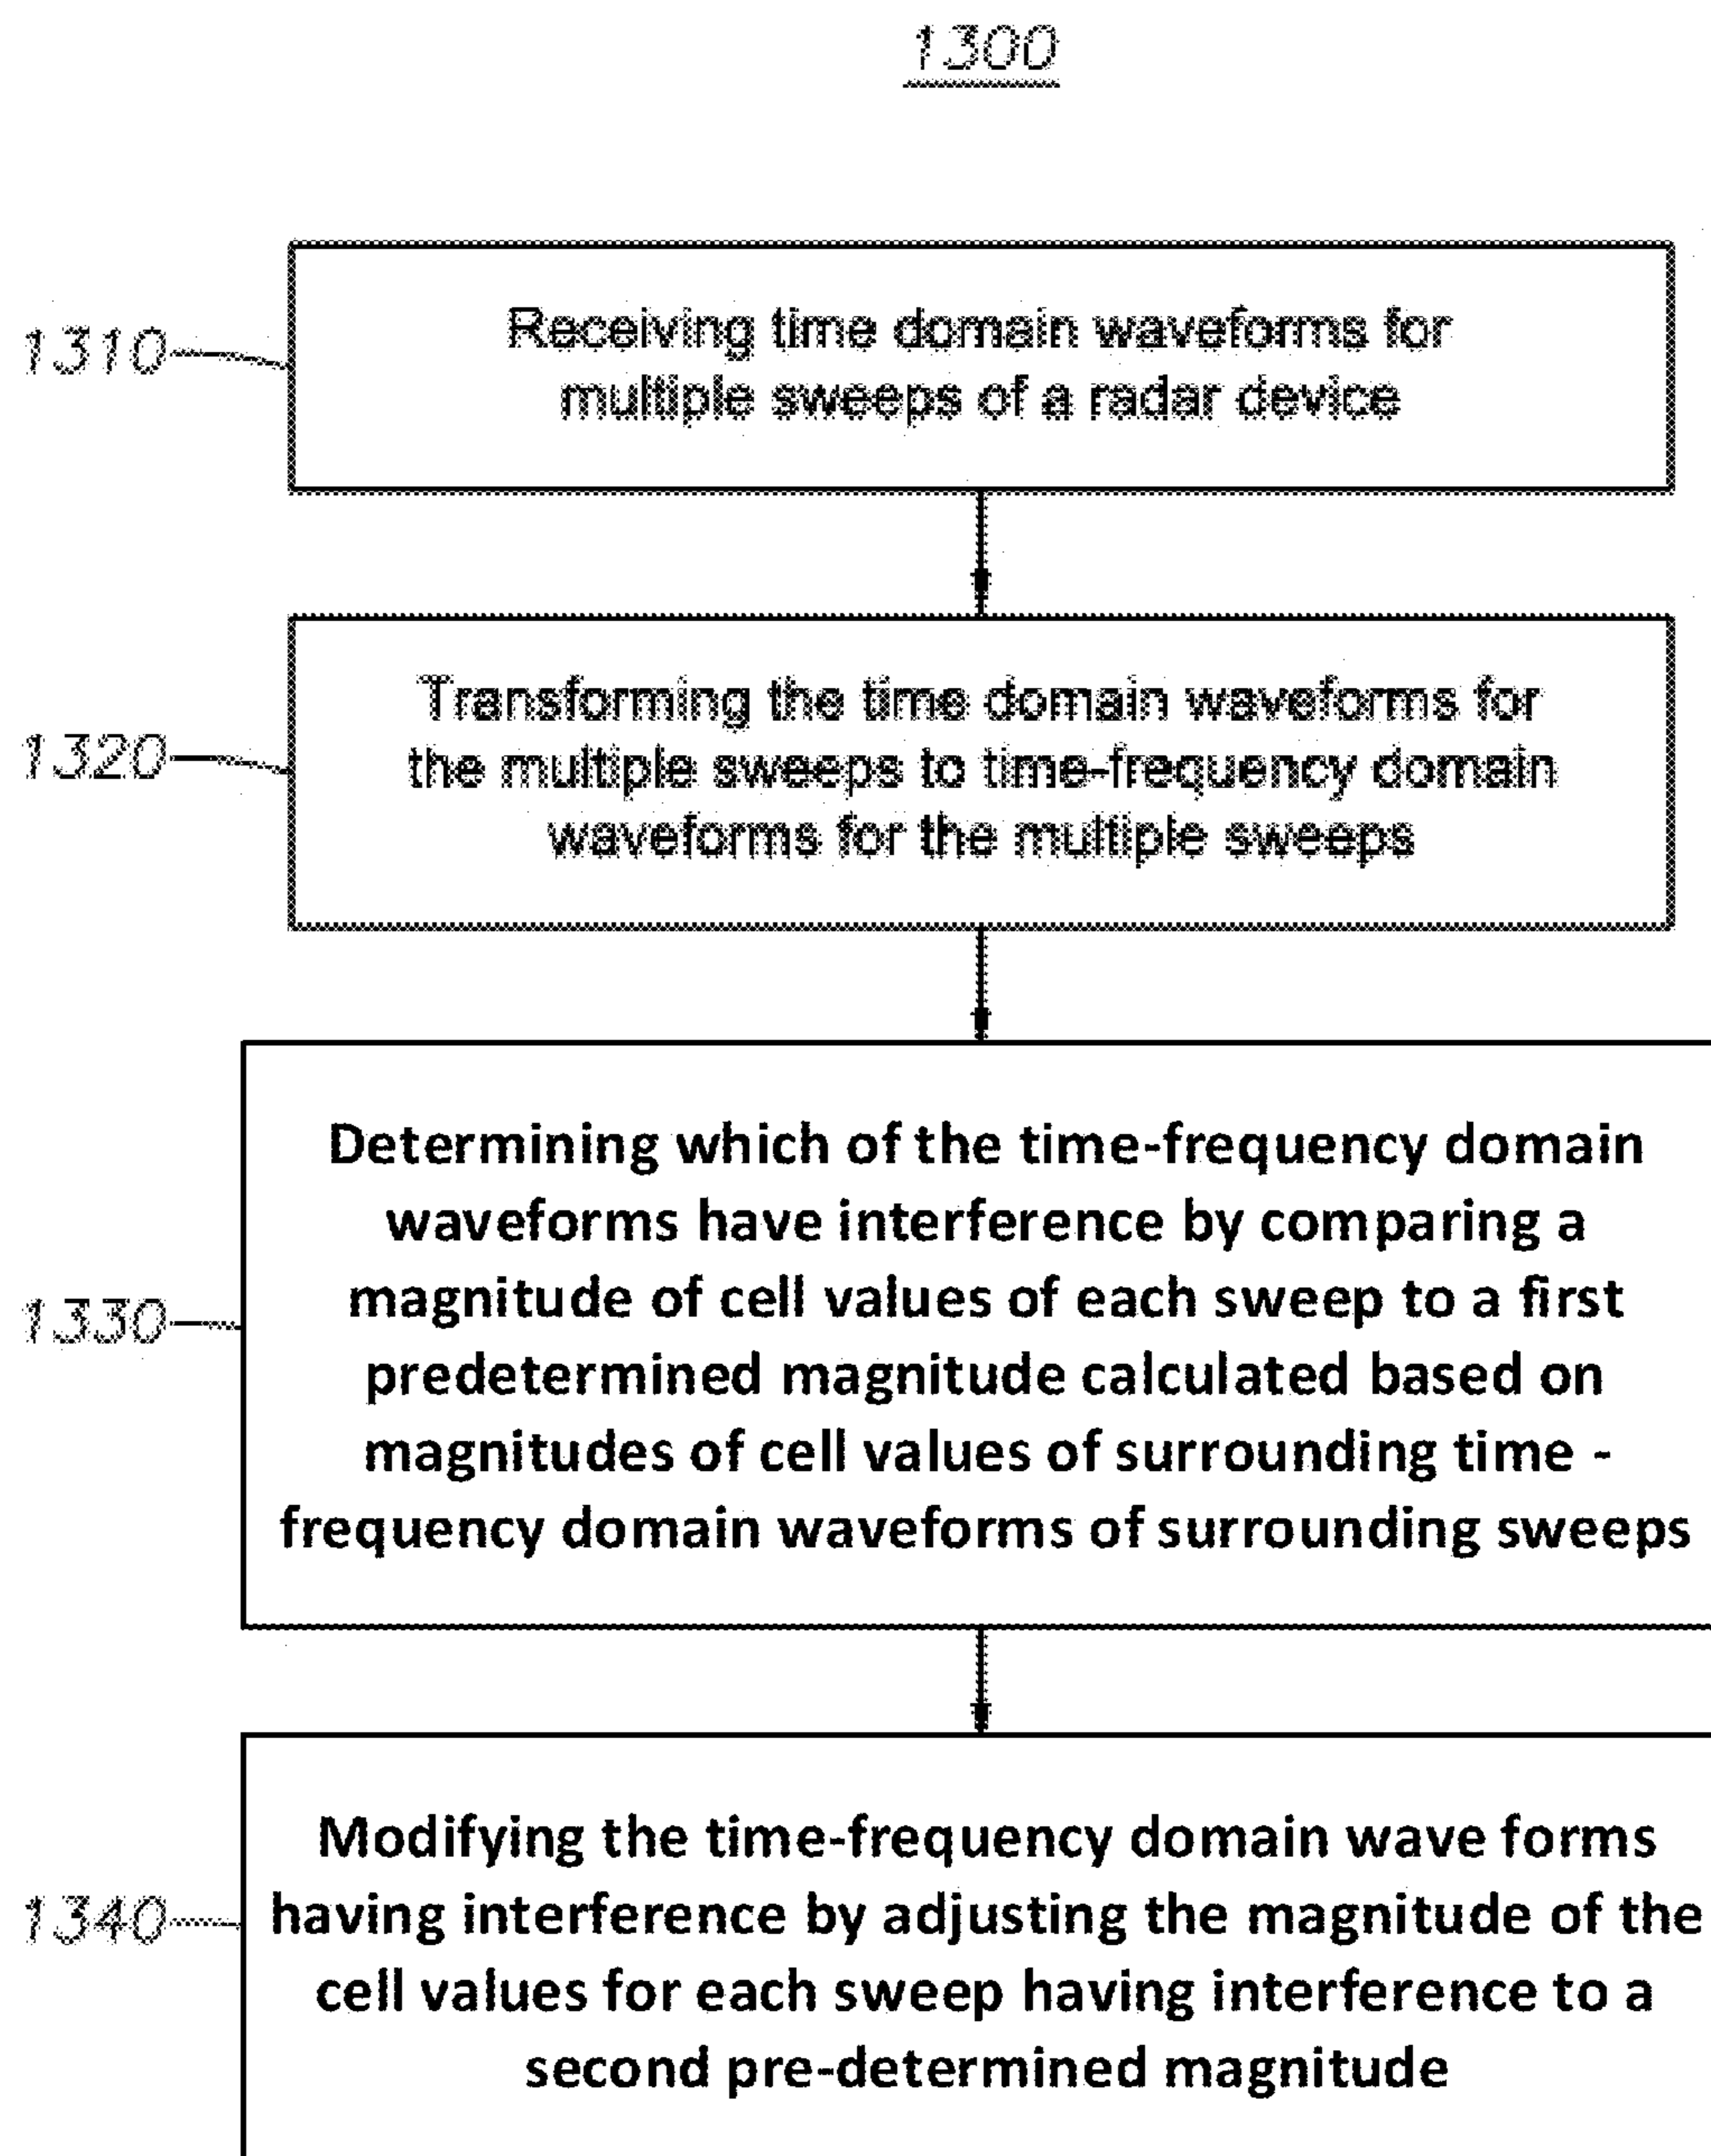 1300
1310
Receiving time domain waveforms for
multiple sweeps of a radar device
1320
Transforming the time domain waveforms for
the multiple sweeps to time-frequency domain
waveforms for the multiple sweeps
1330
Determining which of the time-frequency domain
waveforms have interference by comparing a
magnitude of cell values of each sweep to a first
predetermined magnitude calculated based on
magnitudes of cell values of surrounding time -
frequency domain waveforms of surrounding sweeps
1340
Modifying the time-frequency domain wave forms
having interference by adjusting the magnitude of the
cell values for each sweep having interference to a
second pre-determined magnitude